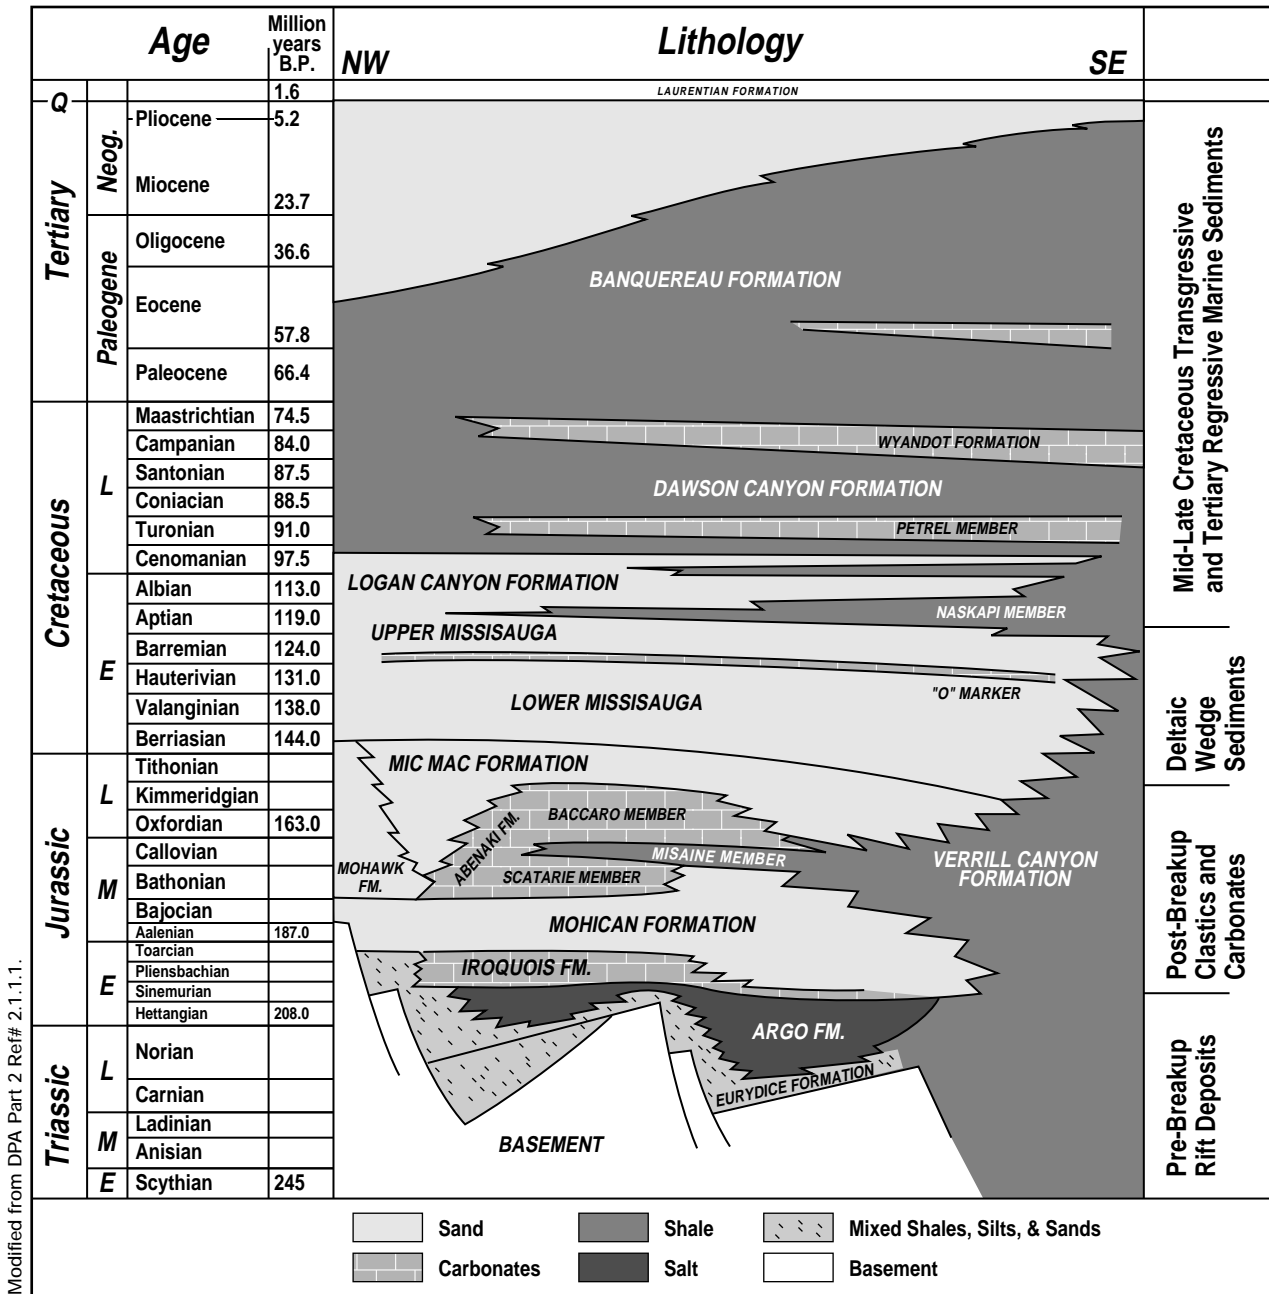 Age
Million
years
B.P.
Lithology
NW
SE
Q
1.6
LAURENTIAN FORMATION
Tertiary
Neog.
Pliocene
5.2
Miocene
23.7
Paleogene
Oligocene
36.6
Eocene
57.8
Paleocene
66.4
BANQUEREAU FORMATION
Cretaceous
L
Maastrichtian 74.5
Campanian 84.0
Santonian 87.5
Coniacian 88.5
Turonian 91.0
Cenomanian 97.5
WYANDOT FORMATION
DAWSON CANYON FORMATION
PETREL MEMBER
E
Albian 113.0
Aptian 119.0
Barremian 124.0
Hauterivian 131.0
Valanginian 138.0
Berriasian 144.0
LOGAN CANYON FORMATION
NASKAPI MEMBER
UPPER MISSISAUGA
"O" MARKER
LOWER MISSISAUGA
Jurassic
L
Tithonian
Kimmeridgian
Oxfordian 163.0
MIC MAC FORMATION
BACCARO MEMBER
ABENAKI FM.
M
Callovian
Bathonian
Bajocian
Aalenian 187.0
MISAINE MEMBER
VERRILL CANYON
FORMATION
MOHAWK
FM.
SCATARIE MEMBER
MOHICAN FORMATION
E
Toarcian
Pliensbachian
Sinemurian
Hettangian 208.0
IROQUOIS FM.
ARGO FM.
Triassic
L
Norian
Carnian
EURYDICE FORMATION
M
Ladinian
Anisian
BASEMENT
E
Scythian 245
Mid-Late Cretaceous Transgressive
and Tertiary Regressive Marine Sediments
Deltaic
Wedge
Sediments
Post-Breakup
Clastics and
Carbonates
Pre-Breakup
Rift Deposits
Sand
Shale
Mixed Shales, Silts, & Sands
Carbonates
Salt
Basement
Modified from DPA Part 2 Ref# 2.1.1.1.